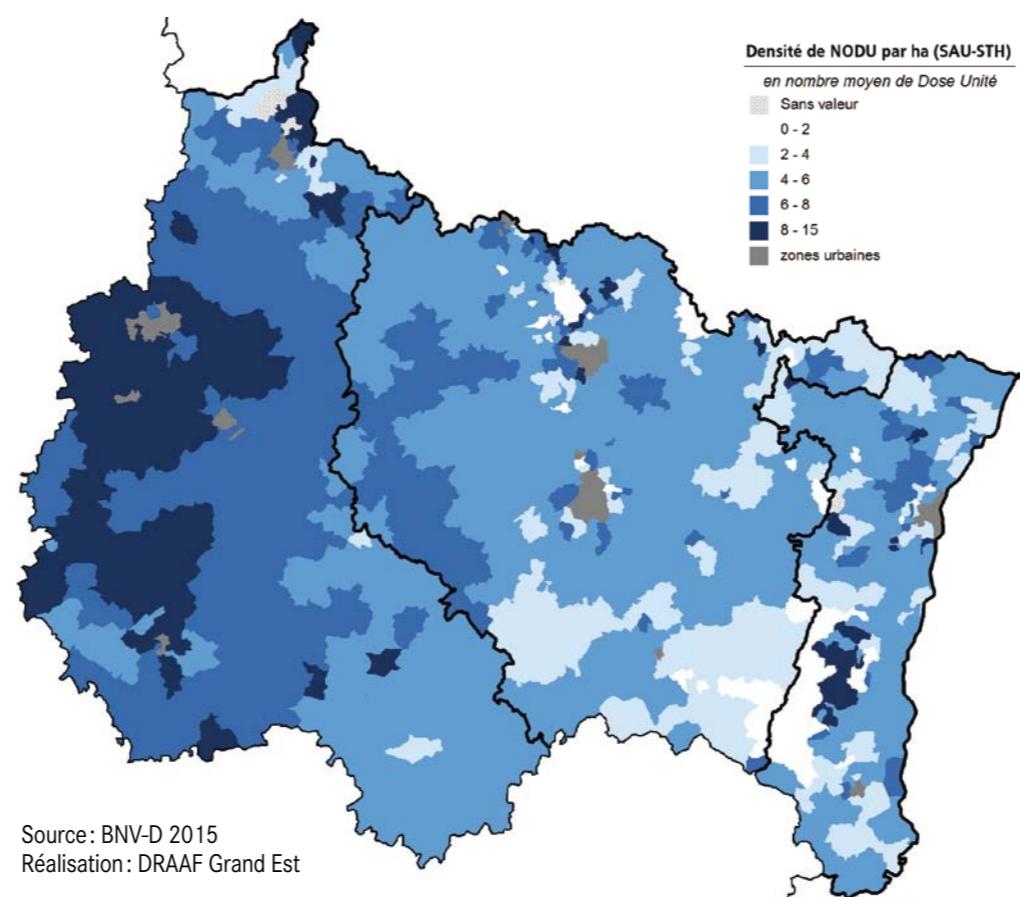 Densité de NODU par ha (SAU-STH)
en nombre moyen de Dose Unité
Sans valeur
0 - 2
2 - 4
4 - 6
6 - 8
8 - 15
zones urbaines
Source : BNV-D 2015
Réalisation : DRAAF Grand Est